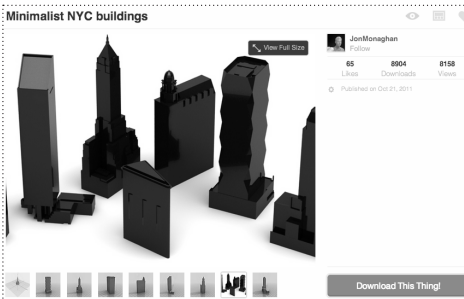 Minimalist NYC buildings
View Full Size
JonMonaghan
Follow
65 8904 8158
Likes Downloads Views
Published on Oct 21, 2011
Download This Thing!